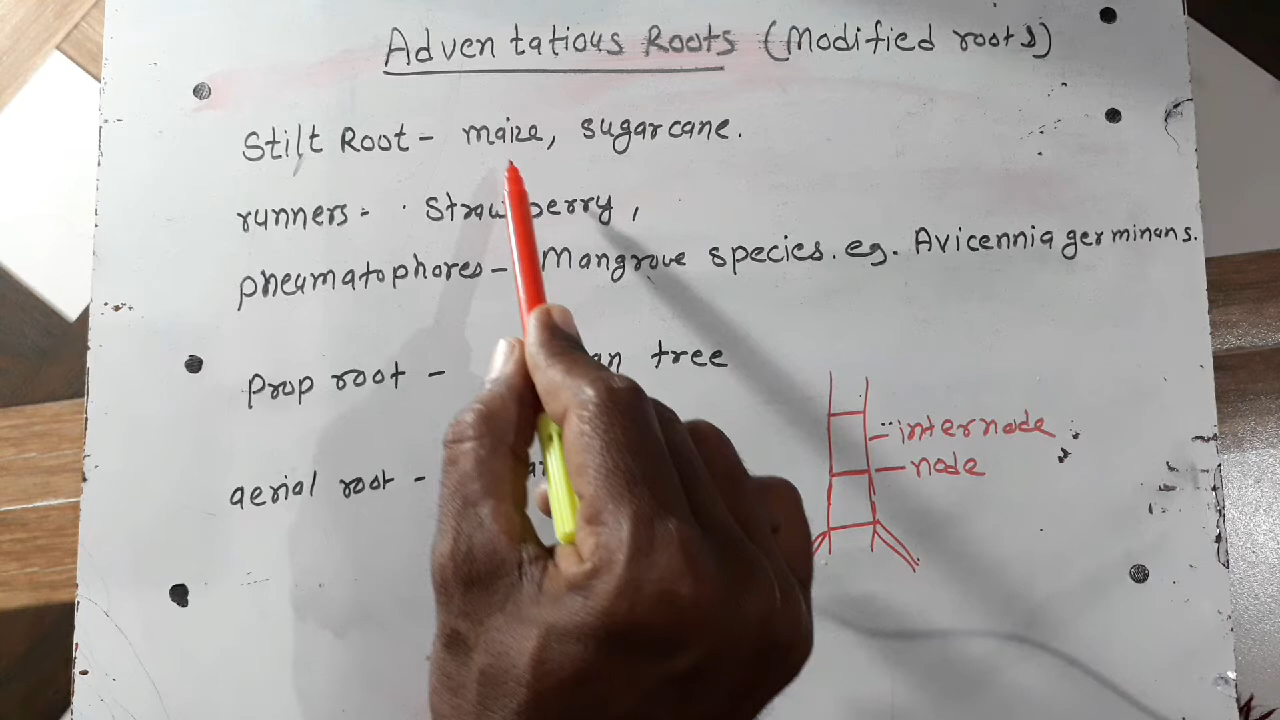 Adventatious Roots (Modified roots)
Stilt Root - maize, sugarcane.
runners - strawberry,
pneumatophores - Mangrove species. eg. Avicennia germinans.
Prop root - tree
aerial root -
internode
node